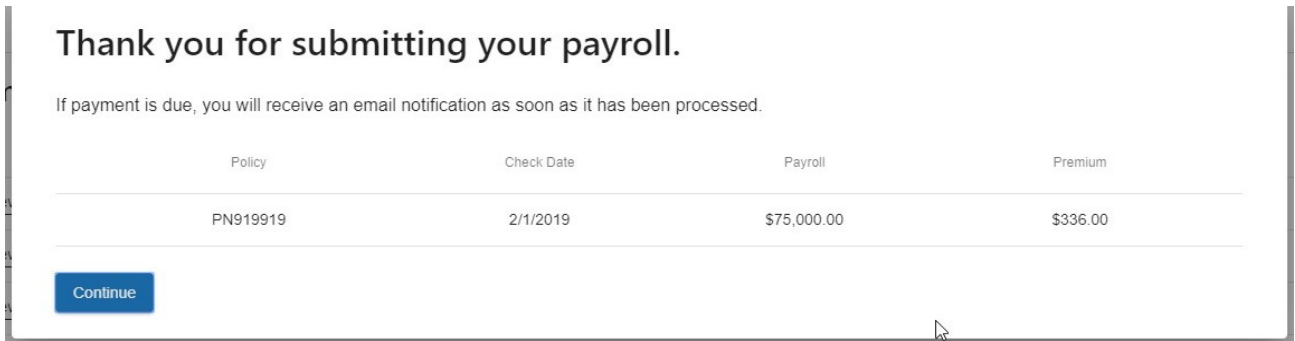 Thank you for submitting your payroll.
If payment is due, you will receive an email notification as soon as it has been processed.
Policy Check Date Payroll Premium
PN919919 2/1/2019 $75,000.00 $336.00
Continue